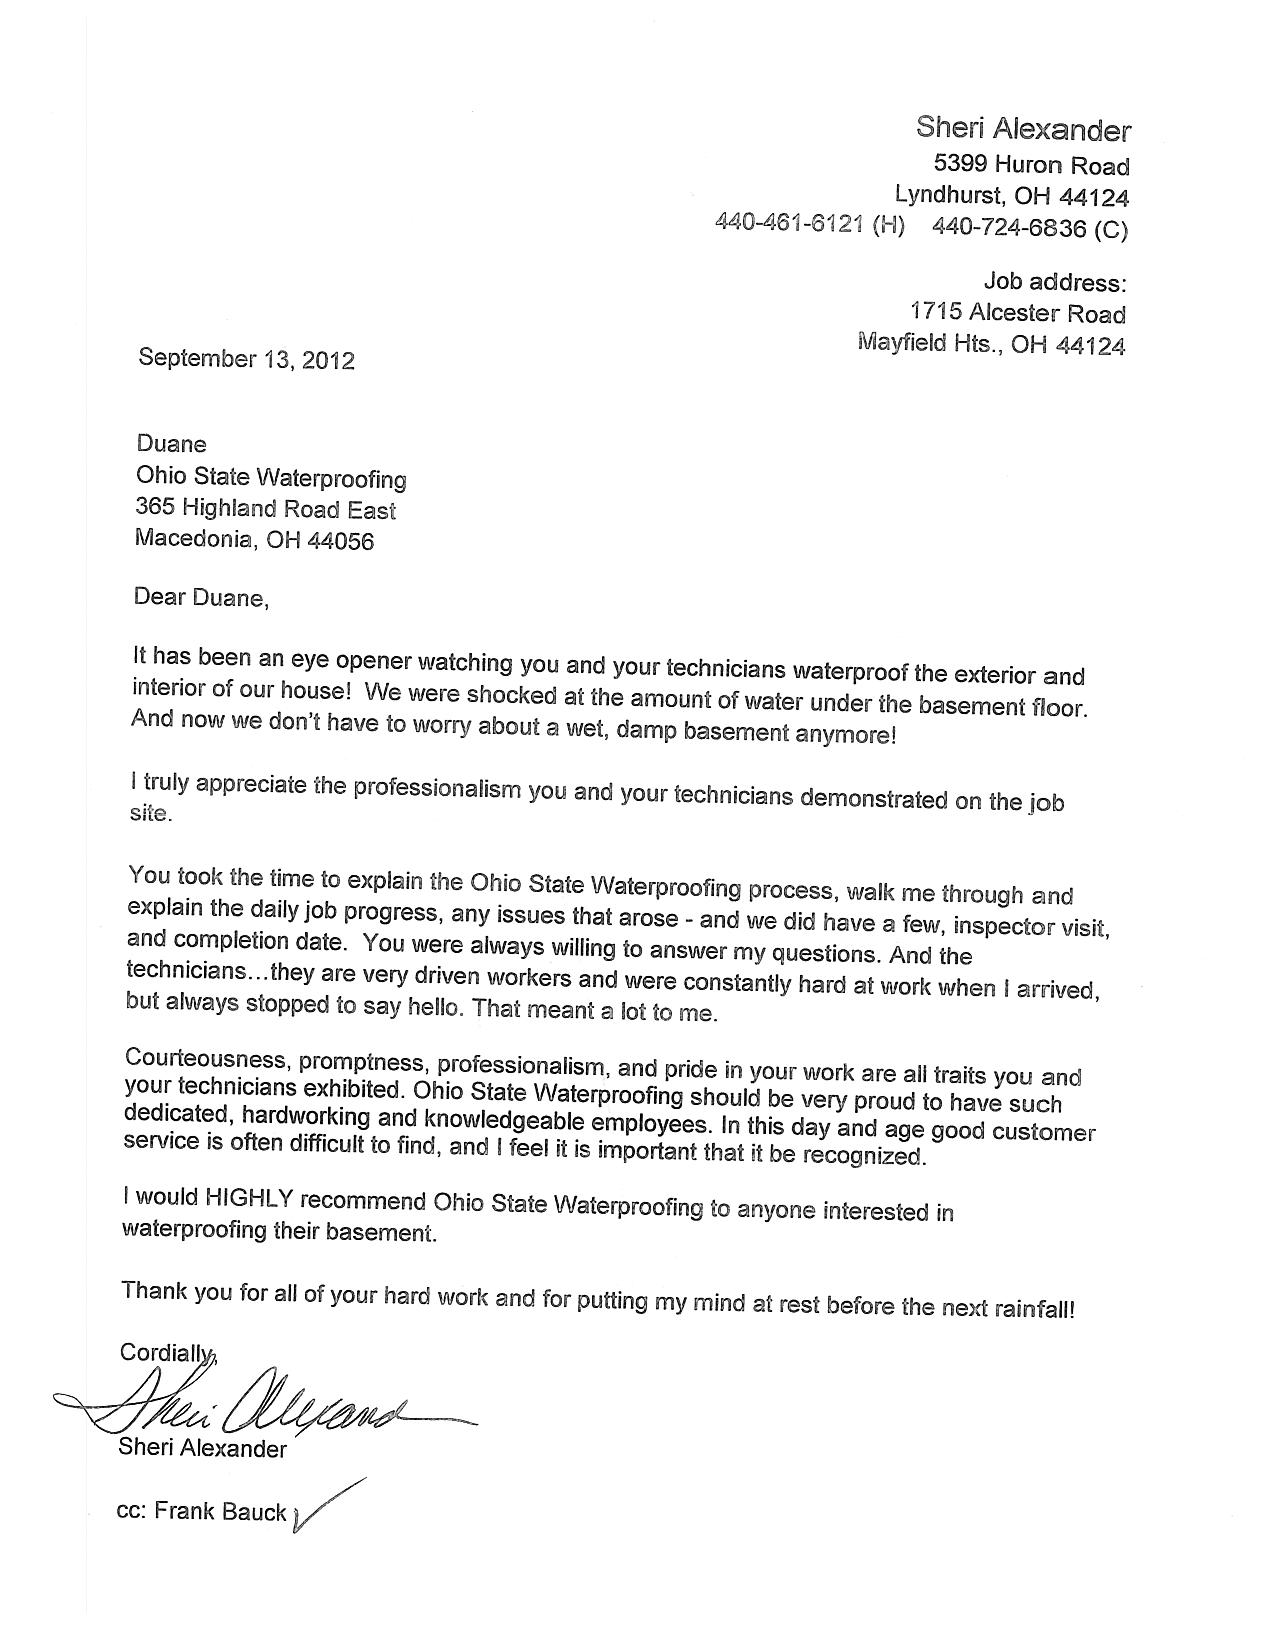 Sheri Alexander
5399 Huron Road
Lyndhurst, OH 44124
440-461-6121 (H) 440-724-6836 (C)
Job address:
1715 Alcester Road
Mayfield Hts., OH 44124
September 13, 2012
Duane
Ohio State Waterproofing
365 Highland Road East
Macedonia, OH 44056
Dear Duane,
It has been an eye opener watching you and your technicians waterproof the exterior and
interior of our house! We were shocked at the amount of water under the basement floor.
And now we don't have to worry about a wet, damp basement anymore!
I truly appreciate the professionalism you and your technicians demonstrated on the job
site.
You took the time to explain the Ohio State Waterproofing process, walk me through and
explain the daily job progress, any issues that arose - and we did have a few, inspector visit,
and completion date. You were always willing to answer my questions. And the
technicians...they are very driven workers and were constantly hard at work when I arrived,
but always stopped to say hello. That meant a lot to me.
Courteousness, promptness, professionalism, and pride in your work are all traits you and
your technicians exhibited. Ohio State Waterproofing should be very proud to have such
dedicated, hardworking and knowledgeable employees. In this day and age good customer
service is often difficult to find, and I feel it is important that it be recognized.
I would HIGHLY recommend Ohio State Waterproofing to anyone interested in
waterproofing their basement.
Thank you for all of your hard work and for putting my mind at rest before the next rainfall!
Cordially,
Sheri Alexand
Sheri Alexander
cc: Frank Bauck ✓